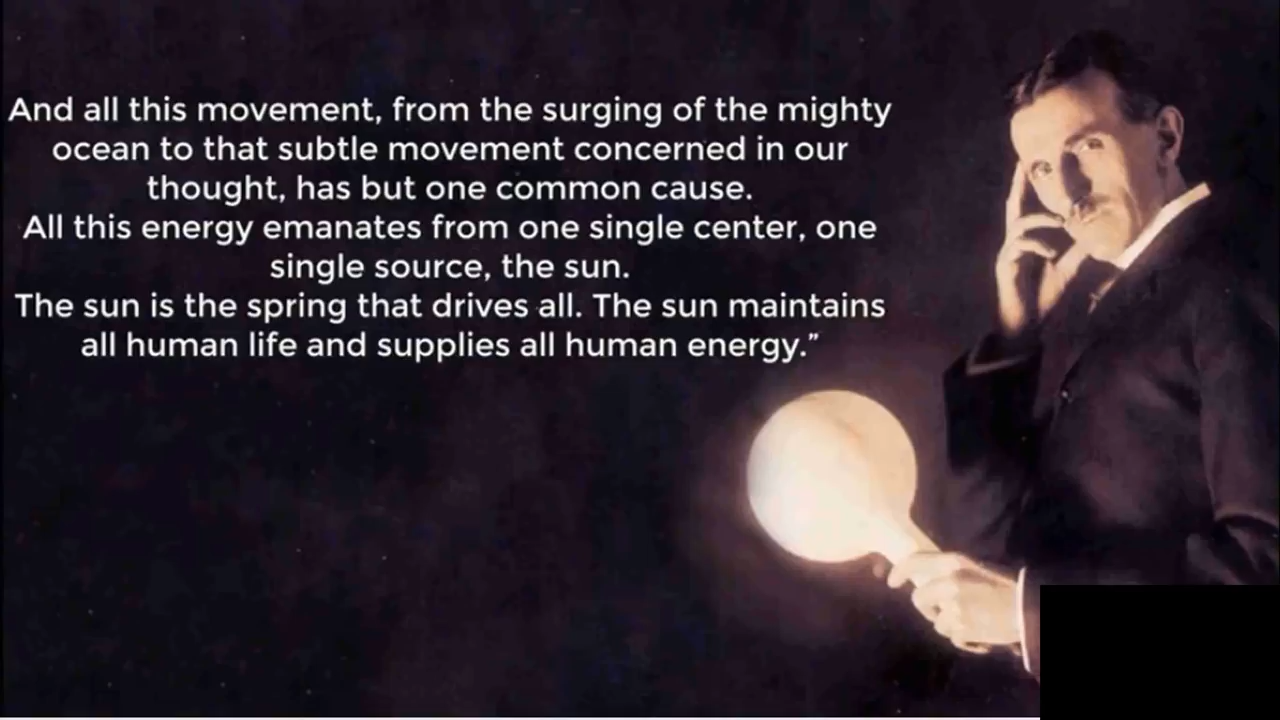 And all this movement, from the surging of the mighty
ocean to that subtle movement concerned in our
thought, has but one common cause.
All this energy emanates from one single center, one
single source, the sun.
The sun is the spring that drives all. The sun maintains
all human life and supplies all human energy.”